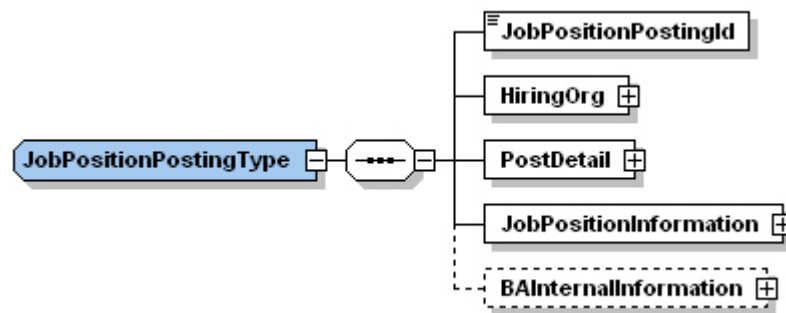 JobPositionPostingId
HiringOrg
JobPositionPostingType
PostDetail
JobPositionInformation
BAInternalInformation